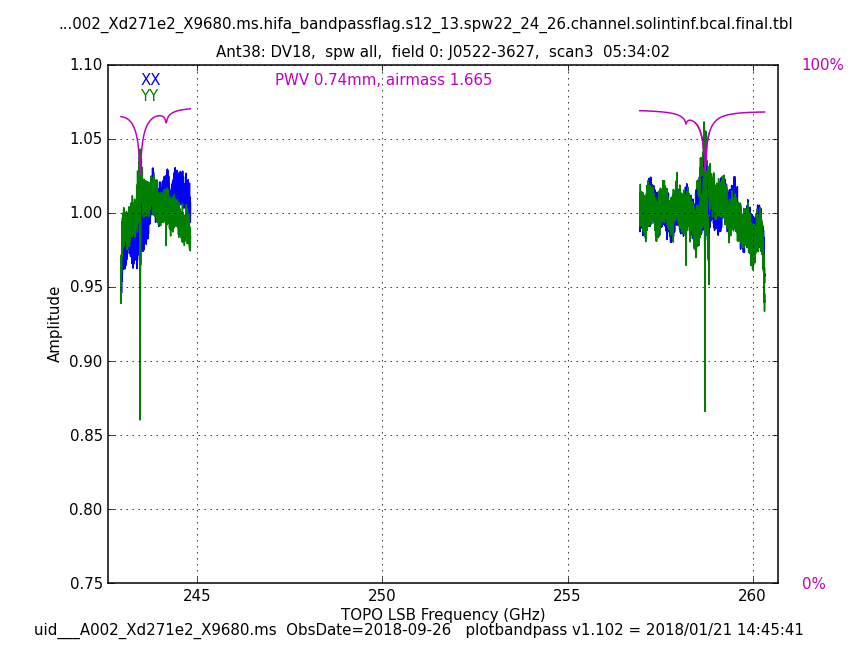 ...002_Xd271e2_X9680.ms.hifa_bandpassflag.s12_13.spw22_24_26.channel.solintinf.bcal.final.tbl
Ant38: DV18,  spw all,  field 0: J0522-3627,  scan3  05:34:02
1.10
XX
YY
PWV 0.74mm, airmass 1.665
100%
1.05
1.00
0.95
0.90
0.85
0.80
0.75
0%
Amplitude
245
250
255
260
TOPO LSB Frequency (GHz)
uid___A002_Xd271e2_X9680.ms  ObsDate=2018-09-26   plotbandpass v1.102 = 2018/01/21 14:45:41